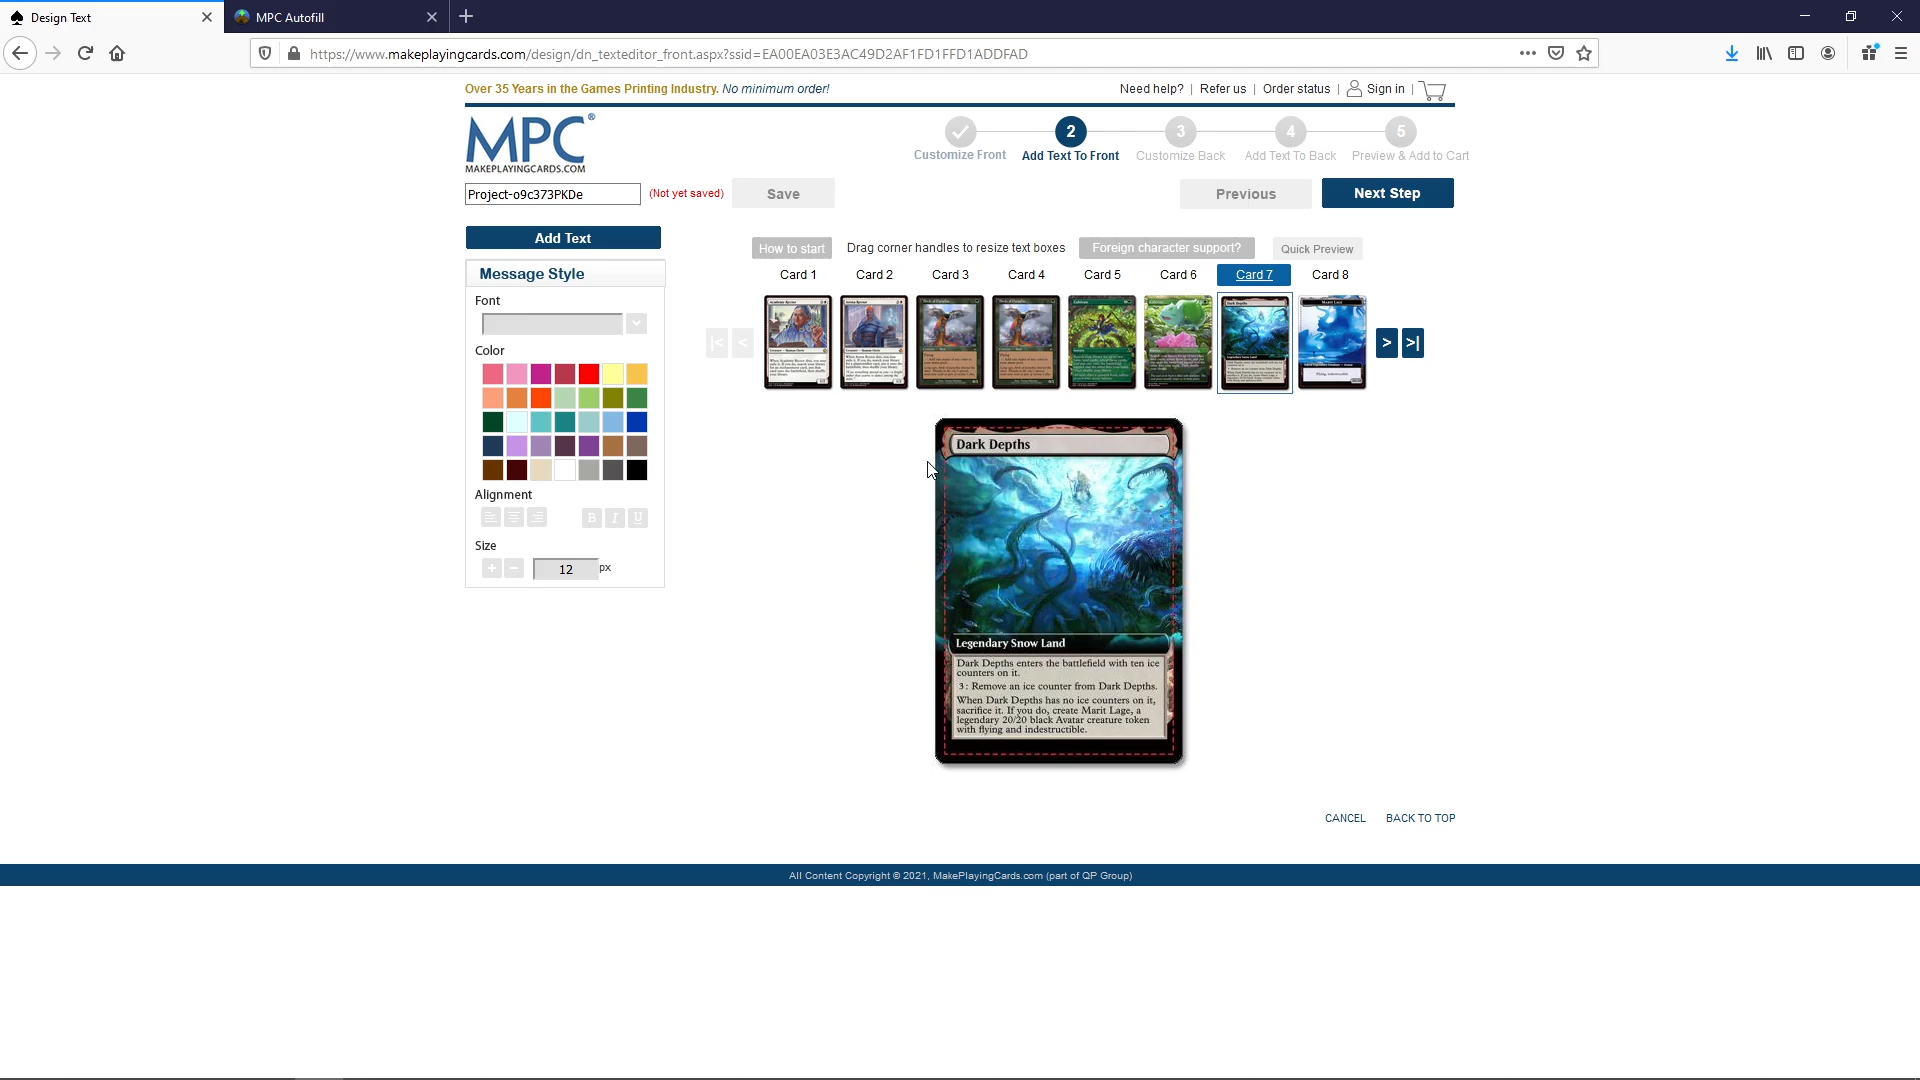 Design Text
MPC Autofill
https://www.makeplayingcards.com/design/dn_texteditor_front.aspx?ssid=EA00EA03E3AC49D2AF1FD1FFD1ADDFAD
Over 35 Years in the Games Printing Industry. No minimum order!
Need help? | Refer us | Order status | Sign in |
MPC®
MAKEPLAYINGCARDS.COM
2 3 4 5
Customize Front Add Text To Front Customize Back Add Text To Back Preview & Add to Cart
Project-o9c373PKDe (Not yet saved) Save Previous Next Step
Add Text
How to start Drag corner handles to resize text boxes Foreign character support? Quick Preview
Message Style
Card 1 Card 2 Card 3 Card 4 Card 5 Card 6 Card 7 Card 8
Font
Color
|< < > >|
Alignment
B I U
Size
+ - 12 px
Dark Depths
Legendary Snow Land
Dark Depths enters the battlefield with ten ice
counters on it.
3: Remove an ice counter from Dark Depths.
When Dark Depths has no ice counters on it,
sacrifice it. If you do, create Marit Lage, a
legendary 20/20 black Avatar creature token
with flying and indestructible.
CANCEL BACK TO TOP
All Content Copyright © 2021, MakePlayingCards.com (part of QP Group)